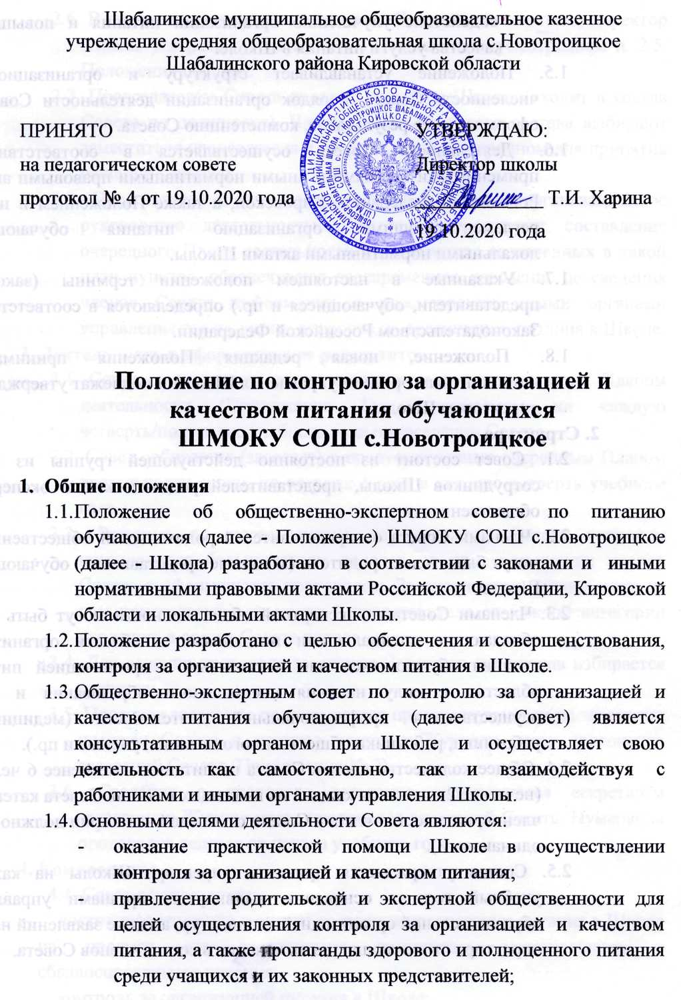 Шабалинское муниципальное общеобразовательное казенное
учреждение средняя общеобразовательная школа с.Новотроицкое
Шабалинского района Кировской области
ПРИНЯТО
на педагогическом совете
протокол № 4 от 19.10.2020 года
УТВЕРЖДАЮ:
Директор школы
Т.И. Харина
19.10.2020 года
Положение по контролю за организацией и
качеством питания обучающихся
ШМОКУ СОШ с.Новотроицкое
1. Общие положения
1.1.Положение об общественно-экспертном совете по питанию
обучающихся (далее - Положение) ШМОКУ СОШ с.Новотроицкое
(далее - Школа) разработано в соответствии с законами и иными
нормативными правовыми актами Российской Федерации, Кировской
области и локальными актами Школы.
1.2.Положение разработано с целью обеспечения и совершенствования,
контроля за организацией и качеством питания в Школе.
1.3.Общественно-экспертным совет по контролю за организацией и
качеством питания обучающихся (далее - Совет) является
консультативным органом при Школе и осуществляет свою
деятельность как самостоятельно, так и взаимодействуя с
работниками и иными органами управления Школы.
1.4.Основными целями деятельности Совета являются:
- оказание практической помощи Школе в осуществлении
контроля за организацией и качеством питания;
- привлечение родительской и экспертной общественности для
целей осуществления контроля за организацией и качеством
питания, а также пропаганды здорового и полноценного питания
среди учащихся и их законных представителей;